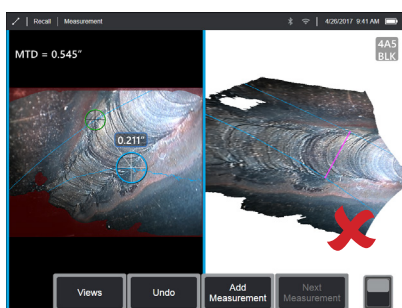 Recall | Measurement
4/26/2017 9:41 AM
MTD = 0.545"
4A5
BLK
0.211"
Views
Undo
Add
Measurement
Next
Measurement